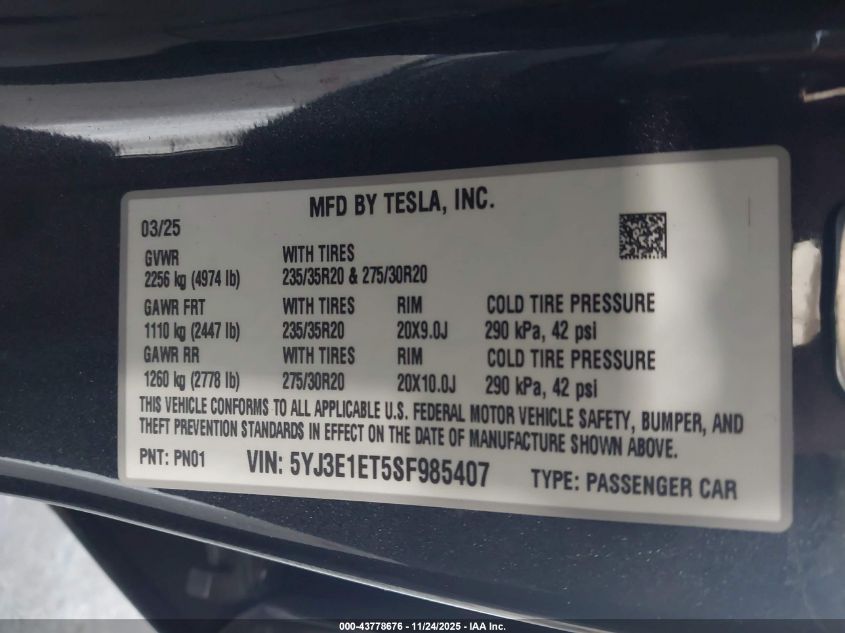 MFD BY TESLA, INC.
03/25
GVWR WITH TIRES
2256 kg (4974 lb) 235/35R20 & 275/30R20
GAWR FRT WITH TIRES RIM COLD TIRE PRESSURE
1110 kg (2447 lb) 235/35R20 20X9.0J 290 kPa, 42 psi
GAWR RR WITH TIRES RIM COLD TIRE PRESSURE
1260 kg (2778 lb) 275/30R20 20X10.0J 290 kPa, 42 psi
THIS VEHICLE CONFORMS TO ALL APPLICABLE U.S. FEDERAL MOTOR VEHICLE SAFETY, BUMPER, AND
THEFT PREVENTION STANDARDS IN EFFECT ON THE DATE OF MANUFACTURE SHOWN ABOVE.
PNT: PN01 VIN: 5YJ3E1ET5SF985407 TYPE: PASSENGER CAR
000-43778676 - 11/24/2025 - IAA Inc.